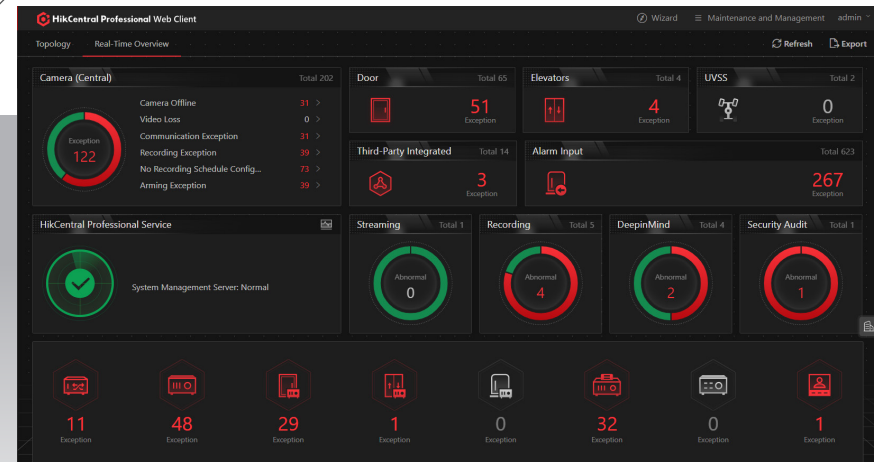 HikCentral Professional Web Client
Wizard
Maintenance and Management
admin
Topology
Real-Time Overview
Refresh
Export
Camera (Central)
Total 202
Exception
122
Camera Offline 31 >
Video Loss 0 >
Communication Exception 31 >
Recording Exception 39 >
No Recording Schedule Config... 73 >
Arming Exception 39 >
Door
Total 65
51
Exception
Elevators
Total 4
4
Exception
UVSS
Total 2
0
Exception
Third-Party Integrated
Total 14
3
Exception
Alarm Input
Total 623
267
Exception
HikCentral Professional Service
System Management Server: Normal
Streaming
Total 1
Abnormal
0
Recording
Total 5
Abnormal
4
DeepinMind
Total 4
Abnormal
2
Security Audit
Total 1
Abnormal
1
11
Exception
48
Exception
29
Exception
1
Exception
0
Exception
32
Exception
0
Exception
1
Exception